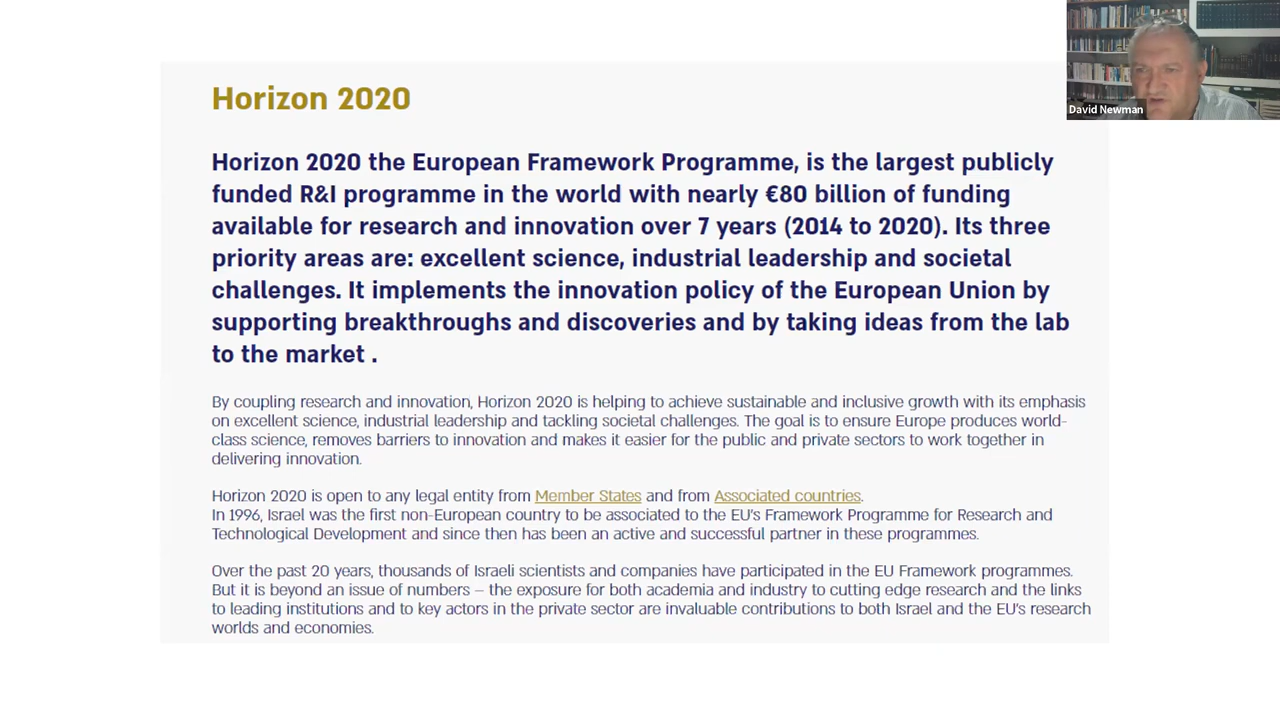 Horizon 2020
David Newman
Horizon 2020 the European Framework Programme, is the largest publicly
funded R&I programme in the world with nearly €80 billion of funding
available for research and innovation over 7 years (2014 to 2020). Its three
priority areas are: excellent science, industrial leadership and societal
challenges. It implements the innovation policy of the European Union by
supporting breakthroughs and discoveries and by taking ideas from the lab
to the market .
By coupling research and innovation, Horizon 2020 is helping to achieve sustainable and inclusive growth with its emphasis
on excellent science, industrial leadership and tackling societal challenges. The goal is to ensure Europe produces world-
class science, removes barriers to innovation and makes it easier for the public and private sectors to work together in
delivering innovation.
Horizon 2020 is open to any legal entity from Member States and from Associated countries.
In 1996, Israel was the first non-European country to be associated to the EU's Framework Programme for Research and
Technological Development and since then has been an active and successful partner in these programmes.
Over the past 20 years, thousands of Israeli scientists and companies have participated in the EU Framework programmes.
But it is beyond an issue of numbers – the exposure for both academia and industry to cutting edge research and the links
to leading institutions and to key actors in the private sector are invaluable contributions to both Israel and the EU's research
worlds and economies.